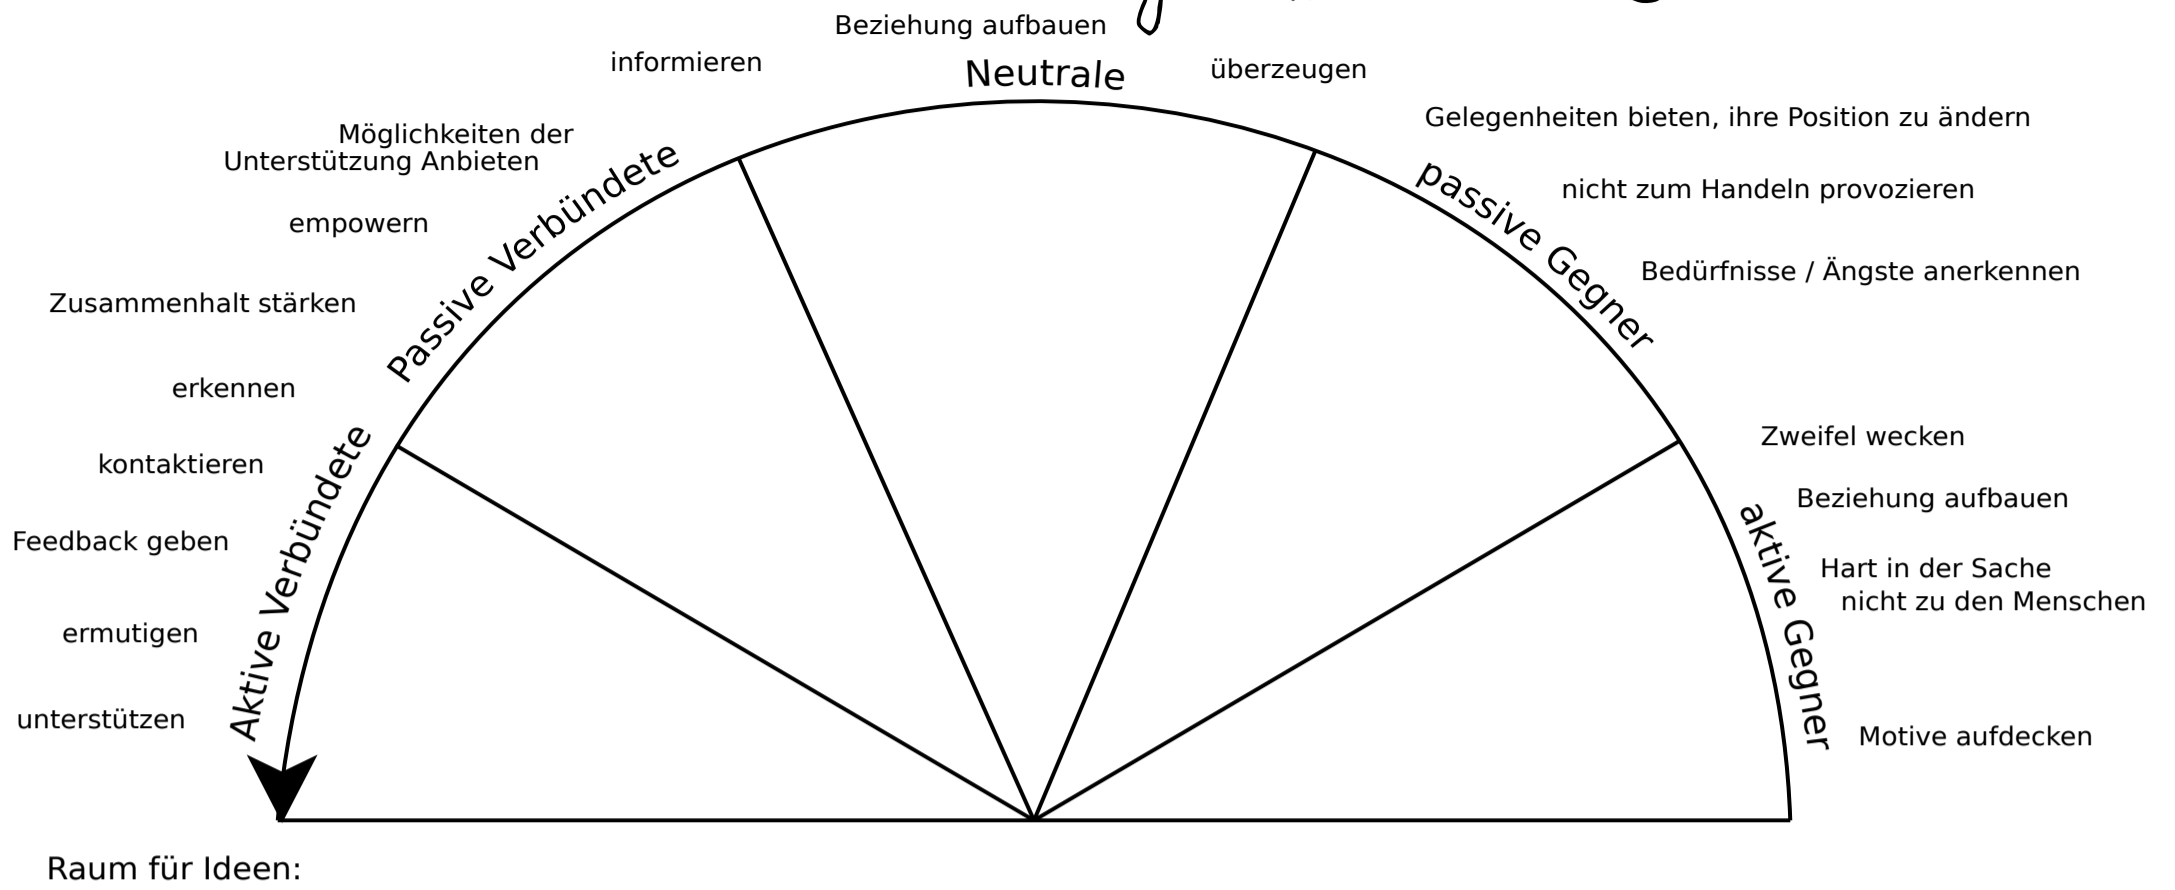 Beziehung aufbauen
informieren
Neutrale
überzeugen
Möglichkeiten der
Unterstützung Anbieten
Passive Verbündete
empowern
Zusammenhalt stärken
erkennen
kontaktieren
Aktive Verbündete
Feedback geben
ermutigen
unterstützen
Gelegenheiten bieten, ihre Position zu ändern
passive Gegner
nicht zum Handeln provozieren
Bedürfnisse / Ängste anerkennen
Zweifel wecken
Beziehung aufbauen
aktive Gegner
Hart in der Sache
nicht zu den Menschen
Motive aufdecken
Raum für Ideen: